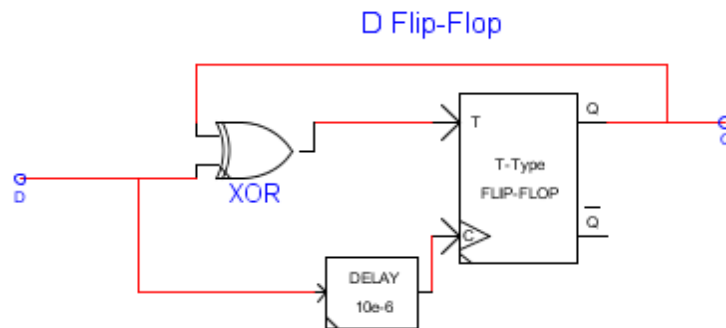 D Flip-Flop
Q
T
T-Type
FLIP-FLOP
D
XOR
Q
C
DELAY
10e-6